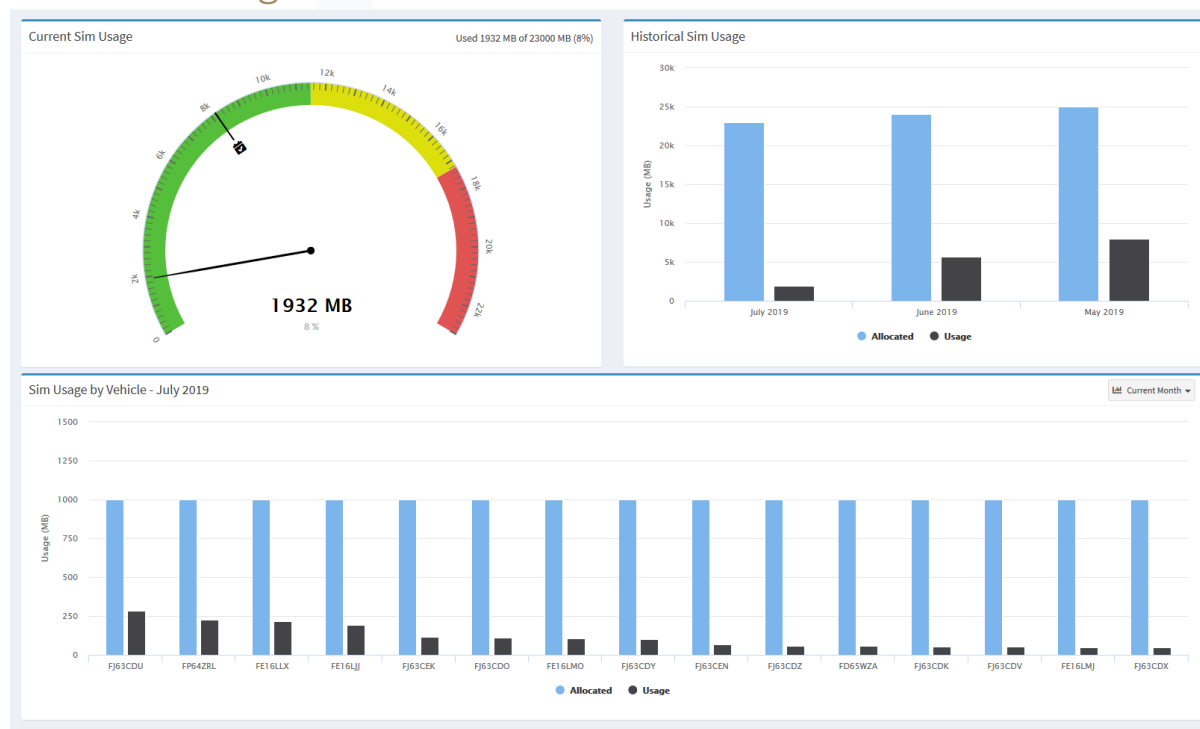 Current Sim Usage
Used 1932 MB of 23000 MB (8%)
0
2k
4k
6k
8k
10k
12k
14k
16k
18k
20k
22k
1932 MB
8 %
Historical Sim Usage
Usage (MB)
30k
25k
20k
15k
10k
5k
0
July 2019 June 2019 May 2019
Allocated Usage
Sim Usage by Vehicle - July 2019
Current Month
Usage (MB)
1500
1250
1000
750
500
250
0
FJ63CDU FP64ZRL FE16LLX FE16LJJ FJ63CEK FJ63CDO FE16LMO FJ63CDY FJ63CEN FJ63CDZ FD65WZA FJ63CDK FJ63CDV FE16LMJ FJ63CDX
Allocated Usage